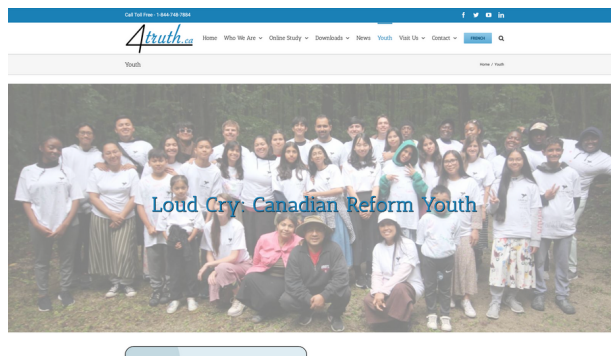 Call Toll Free - 1-844-748-7884
4truth.ca
Home Who We Are Online Study Downloads News Youth Visit Us Contact FRENCH
Youth
Home / Youth
Loud Cry: Canadian Reform Youth